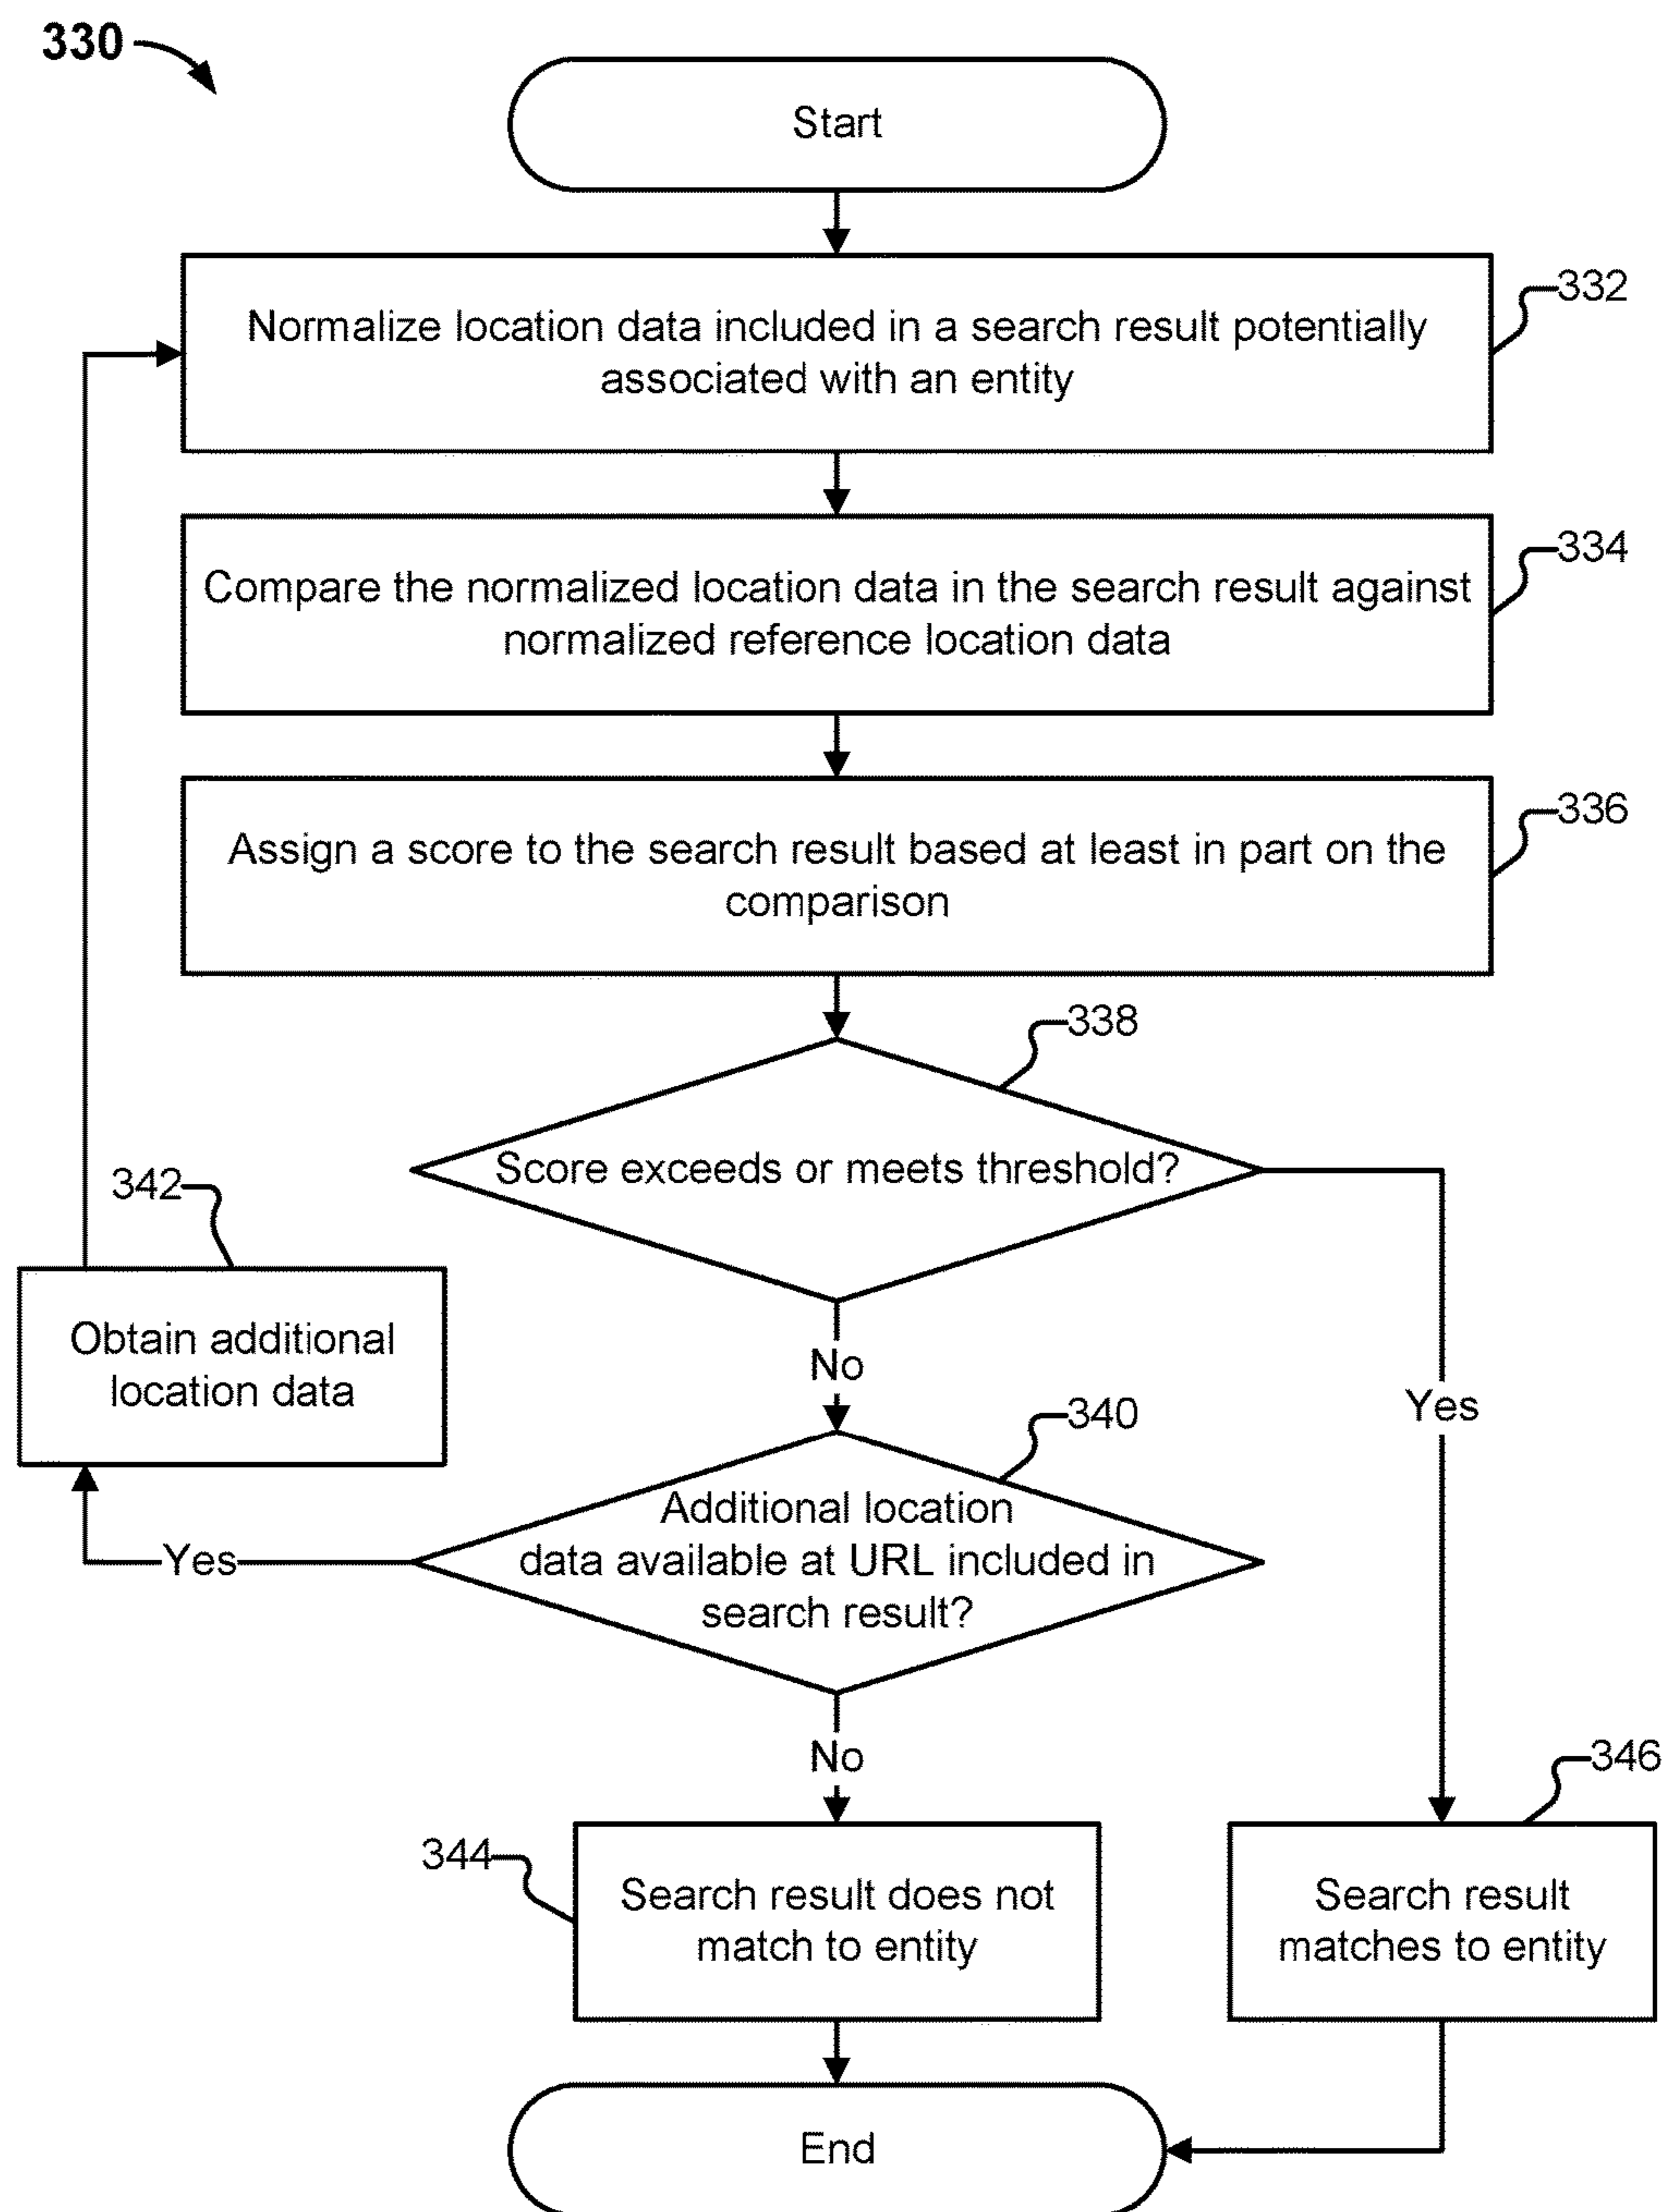 330
Start
Normalize location data included in a search result potentially
associated with an entity
332
Compare the normalized location data in the search result against
normalized reference location data
334
Assign a score to the search result based at least in part on the
comparison
336
338
Score exceeds or meets threshold?
342
Obtain additional
location data
No
Yes
340
Additional location
data available at URL included in
search result?
Yes
No
346
344
Search result does not
match to entity
Search result
matches to entity
End